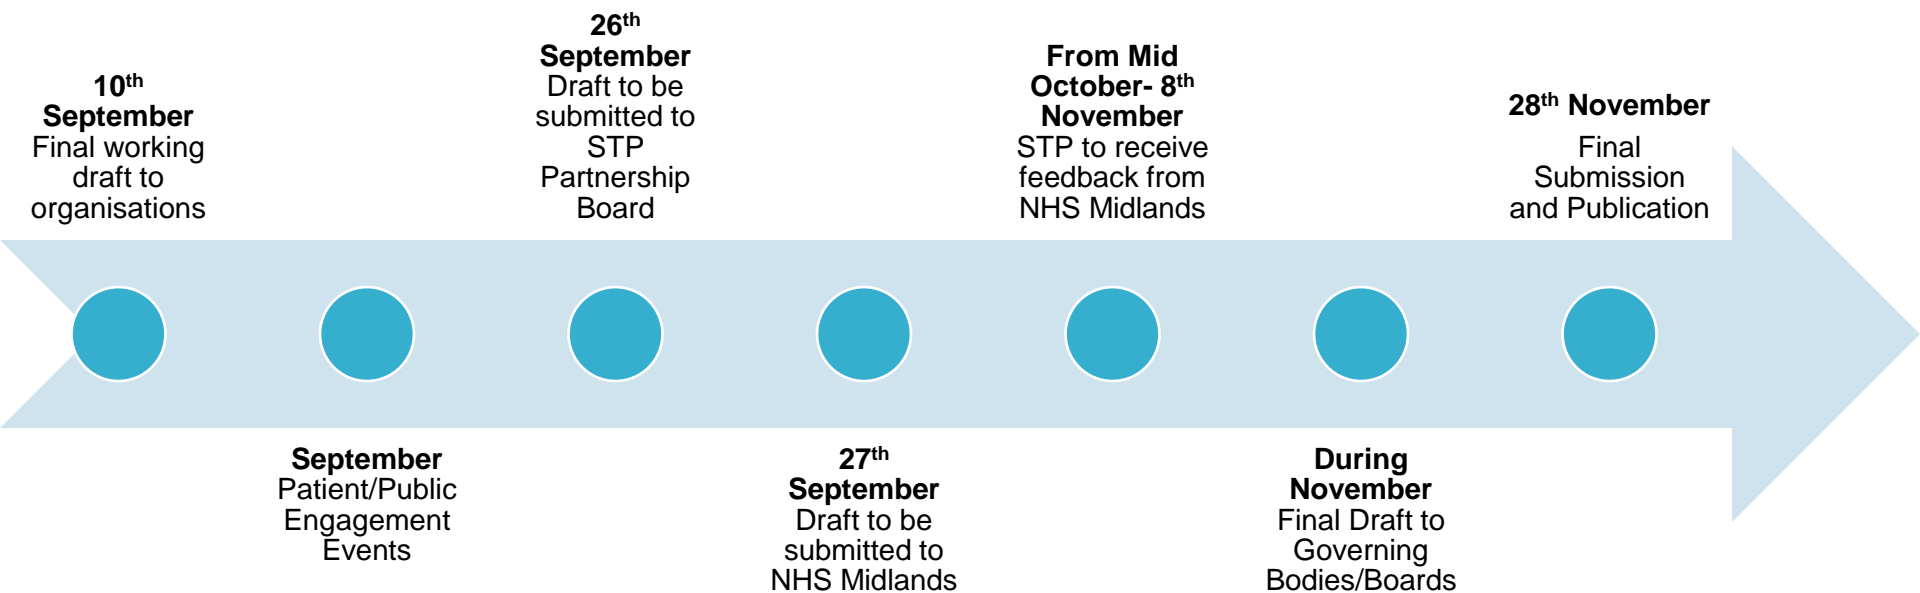 10th
September
Final working
draft to
organisations
September
Patient/Public
Engagement
Events
26th
September
Draft to be
submitted to
STP
Partnership
Board
27th
September
Draft to be
submitted to
NHS Midlands
From Mid
October- 8th
November
STP to receive
feedback from
NHS Midlands
During
November
Final Draft to
Governing
Bodies/Boards
28th November
Final
Submission
and Publication